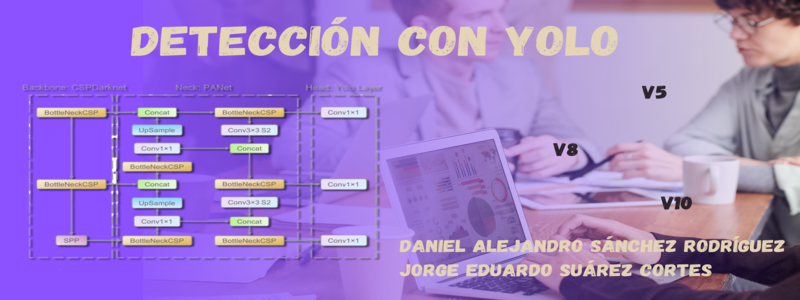 DETECCIÓN CON YOLO
Backbone: CSPDarknet Neck: PANet Head: Yolo Layer
BottleNeckCSP Concat BottleNeckCSP Conv1×1
UpSample Conv3×3 S2
Conv1×1 Concat
BottleNeckCSP
BottleNeckCSP Concat BottleNeckCSP Conv1×1
UpSample Conv3×3 S2
Conv1×1 Concat
SPP BottleNeckCSP BottleNeckCSP Conv1×1
V5
V8
V10
DANIEL ALEJANDRO SÁNCHEZ RODRÍGUEZ
JORGE EDUARDO SUÁREZ CORTES